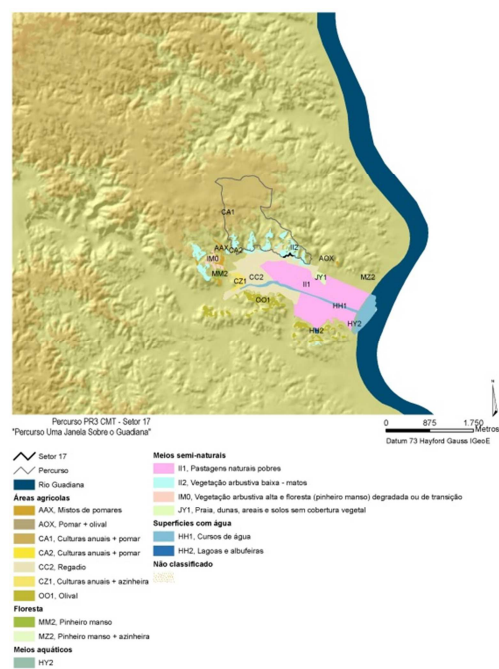 CA1
AAX CA2 II2
IM0 AOX
MM2 CZ1 CC2 II1 JY1 MZ2
OO1 HH1
HH2 HY2
Percurso PR3 CMT - Setor 17
"Percurso Uma Janela Sobre o Guadiana"
0 875 1.750
Metros
Datum 73 Hayford Gauss IGeoE
Setor 17
Percurso
Rio Guadiana
Áreas agrícolas
AAX, Mistos de pomares
AOX, Pomar + olival
CA1, Culturas anuais + pomar
CA2, Culturas anuais + pomar
CC2, Regadio
CZ1, Culturas anuais + azinheira
OO1, Olival
Floresta
MM2, Pinheiro manso
MZ2, Pinheiro manso + azinheira
Meios aquáticos
HY2
Meios semi-naturais
II1, Pastagens naturais pobres
II2, Vegetação arbustiva baixa - matos
IM0, Vegetação arbustiva alta e floresta (pinheiro manso) degradada ou de transição
JY1, Praia, dunas, areais e solos sem cobertura vegetal
Superfícies com água
HH1, Cursos de água
HH2, Lagoas e albufeiras
Não classificado